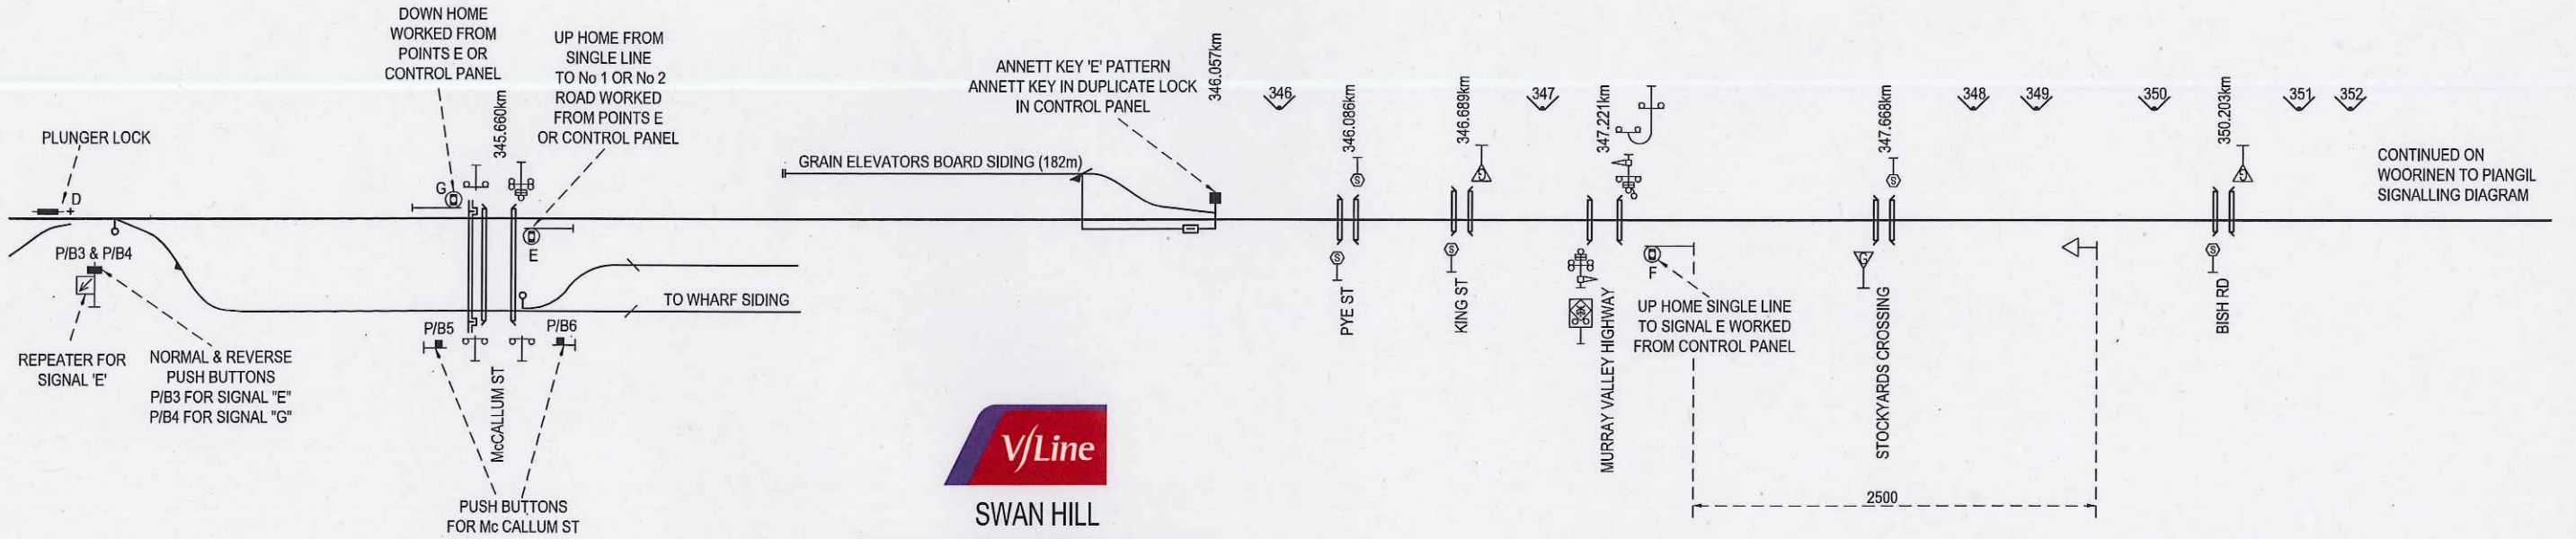 DOWN HOME
WORKED FROM
POINTS E OR
CONTROL PANEL
UP HOME FROM
SINGLE LINE
TO No 1 OR No 2
ROAD WORKED
FROM POINTS E
OR CONTROL PANEL
345.660km
PLUNGER LOCK
D
G
E
P/B3 & P/B4
REPEATER FOR
SIGNAL 'E'
NORMAL & REVERSE
PUSH BUTTONS
P/B3 FOR SIGNAL "E"
P/B4 FOR SIGNAL "G"
P/B5
P/B6
McCALLUM ST
PUSH BUTTONS
FOR Mc CALLUM ST
TO WHARF SIDING
GRAIN ELEVATORS BOARD SIDING (182m)
ANNETT KEY 'E' PATTERN
ANNETT KEY IN DUPLICATE LOCK
IN CONTROL PANEL
346.057km
346
346.086km
S
S
PYE ST
346.689km
5
S
KING ST
347
347.221km
MURRAY VALLEY HIGHWAY
F
UP HOME SINGLE LINE
TO SIGNAL E WORKED
FROM CONTROL PANEL
347.668km
S
G
STOCKYARDS CROSSING
348
349
350
350.203km
5
S
BISH RD
351
352
CONTINUED ON
WOORINEN TO PIANGIL
SIGNALLING DIAGRAM
2500
V/Line
SWAN HILL